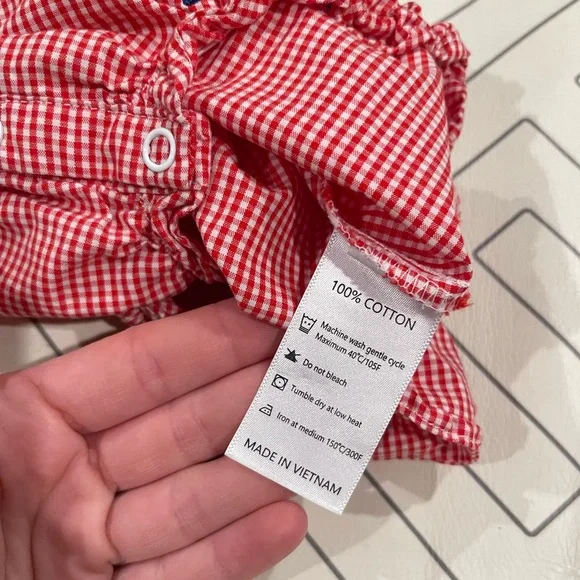 100% COTTON
Machine wash gentle cycle
Maximum 40°C/105F
Do not bleach
Tumble dry at low heat
Iron at medium 150°C/300F
MADE IN VIETNAM